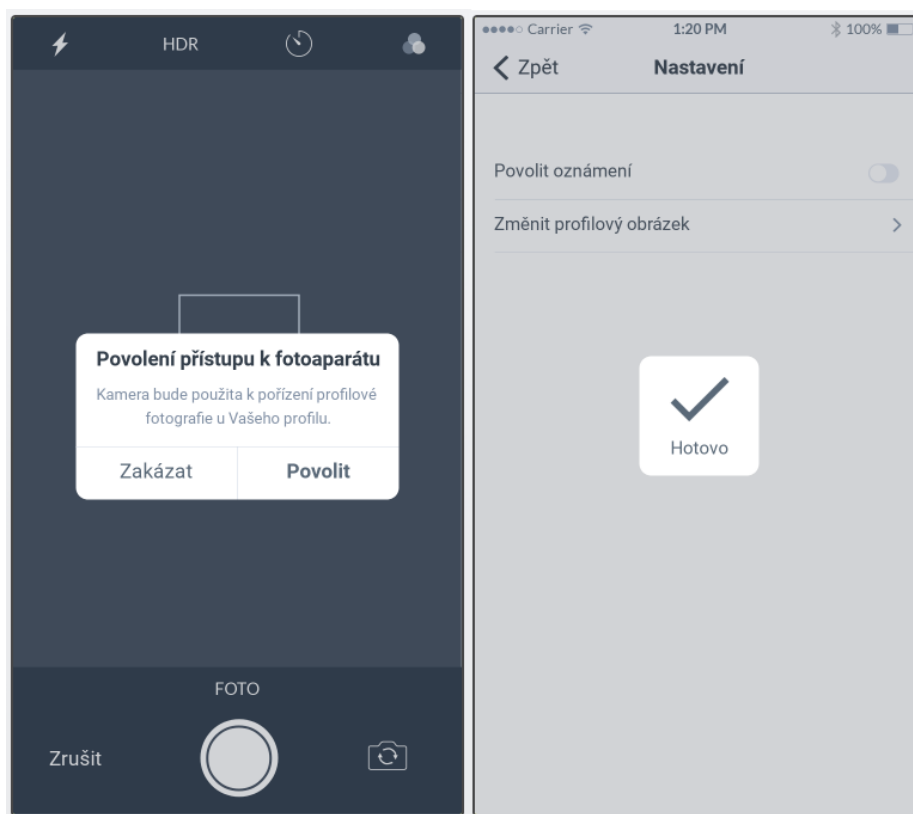 HDR
Povolení přístupu k fotoaparátu
Kamera bude použita k pořízení profilové
fotografie u Vašeho profilu.
Zakázat Povolit
FOTO
Zrušit
Carrier 1:20 PM 100%
Zpět Nastavení
Povolit oznámení
Změnit profilový obrázek
Hotovo